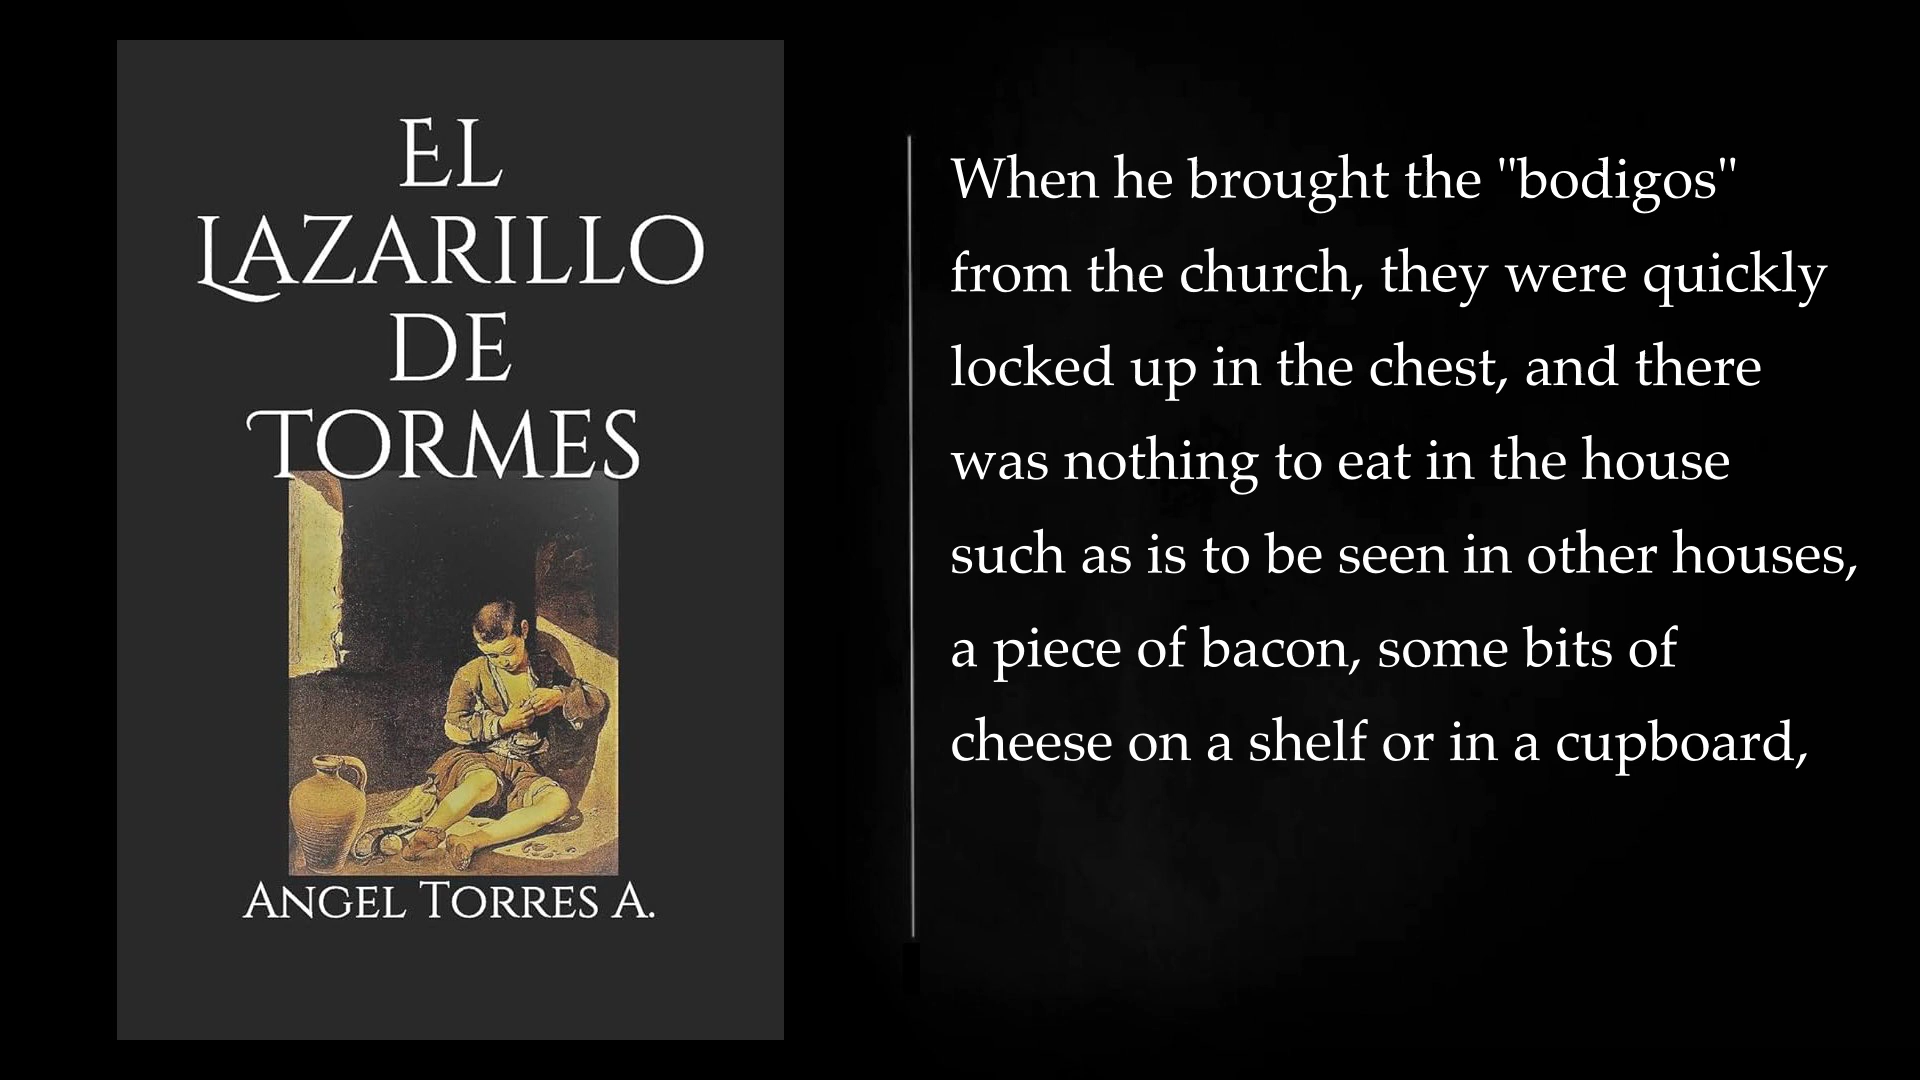 EL
LAZARILLO
DE
TORMES
ANGEL TORRES A.
When he brought the "bodigos"
from the church, they were quickly
locked up in the chest, and there
was nothing to eat in the house
such as is to be seen in other houses,
a piece of bacon, some bits of
cheese on a shelf or in a cupboard,